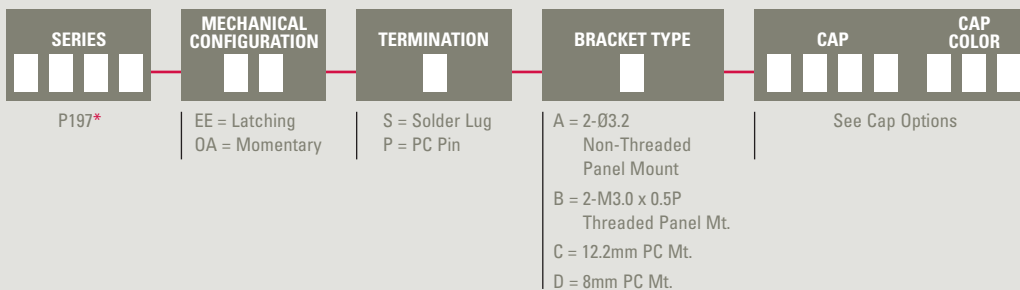 SERIES
MECHANICAL
CONFIGURATION
TERMINATION
BRACKET TYPE
CAP
CAP
COLOR
P197*
EE = Latching
OA = Momentary
S = Solder Lug
P = PC Pin
A = 2-Ø3.2
Non-Threaded
Panel Mount
B = 2-M3.0 x 0.5P
Threaded Panel Mt.
C = 12.2mm PC Mt.
D = 8mm PC Mt.
See Cap Options